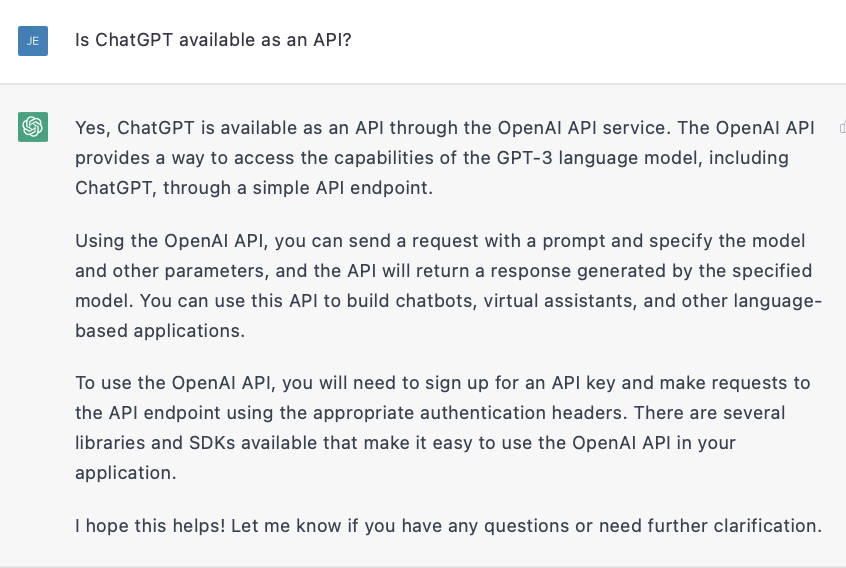 JE
Is ChatGPT available as an API?
Yes, ChatGPT is available as an API through the OpenAI API service. The OpenAI API
provides a way to access the capabilities of the GPT-3 language model, including
ChatGPT, through a simple API endpoint.
Using the OpenAI API, you can send a request with a prompt and specify the model
and other parameters, and the API will return a response generated by the specified
model. You can use this API to build chatbots, virtual assistants, and other language-
based applications.
To use the OpenAI API, you will need to sign up for an API key and make requests to
the API endpoint using the appropriate authentication headers. There are several
libraries and SDKs available that make it easy to use the OpenAI API in your
application.
I hope this helps! Let me know if you have any questions or need further clarification.